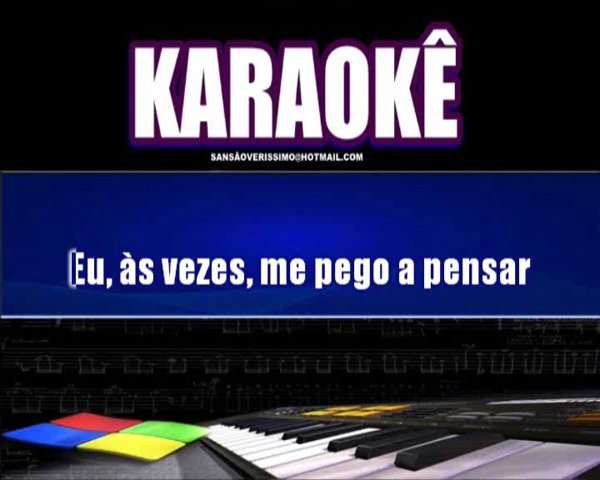 KARAOKÊ
SANSÃOVERISSIMO@HOTMAIL.COM
Eu, às vezes, me pego a pensar